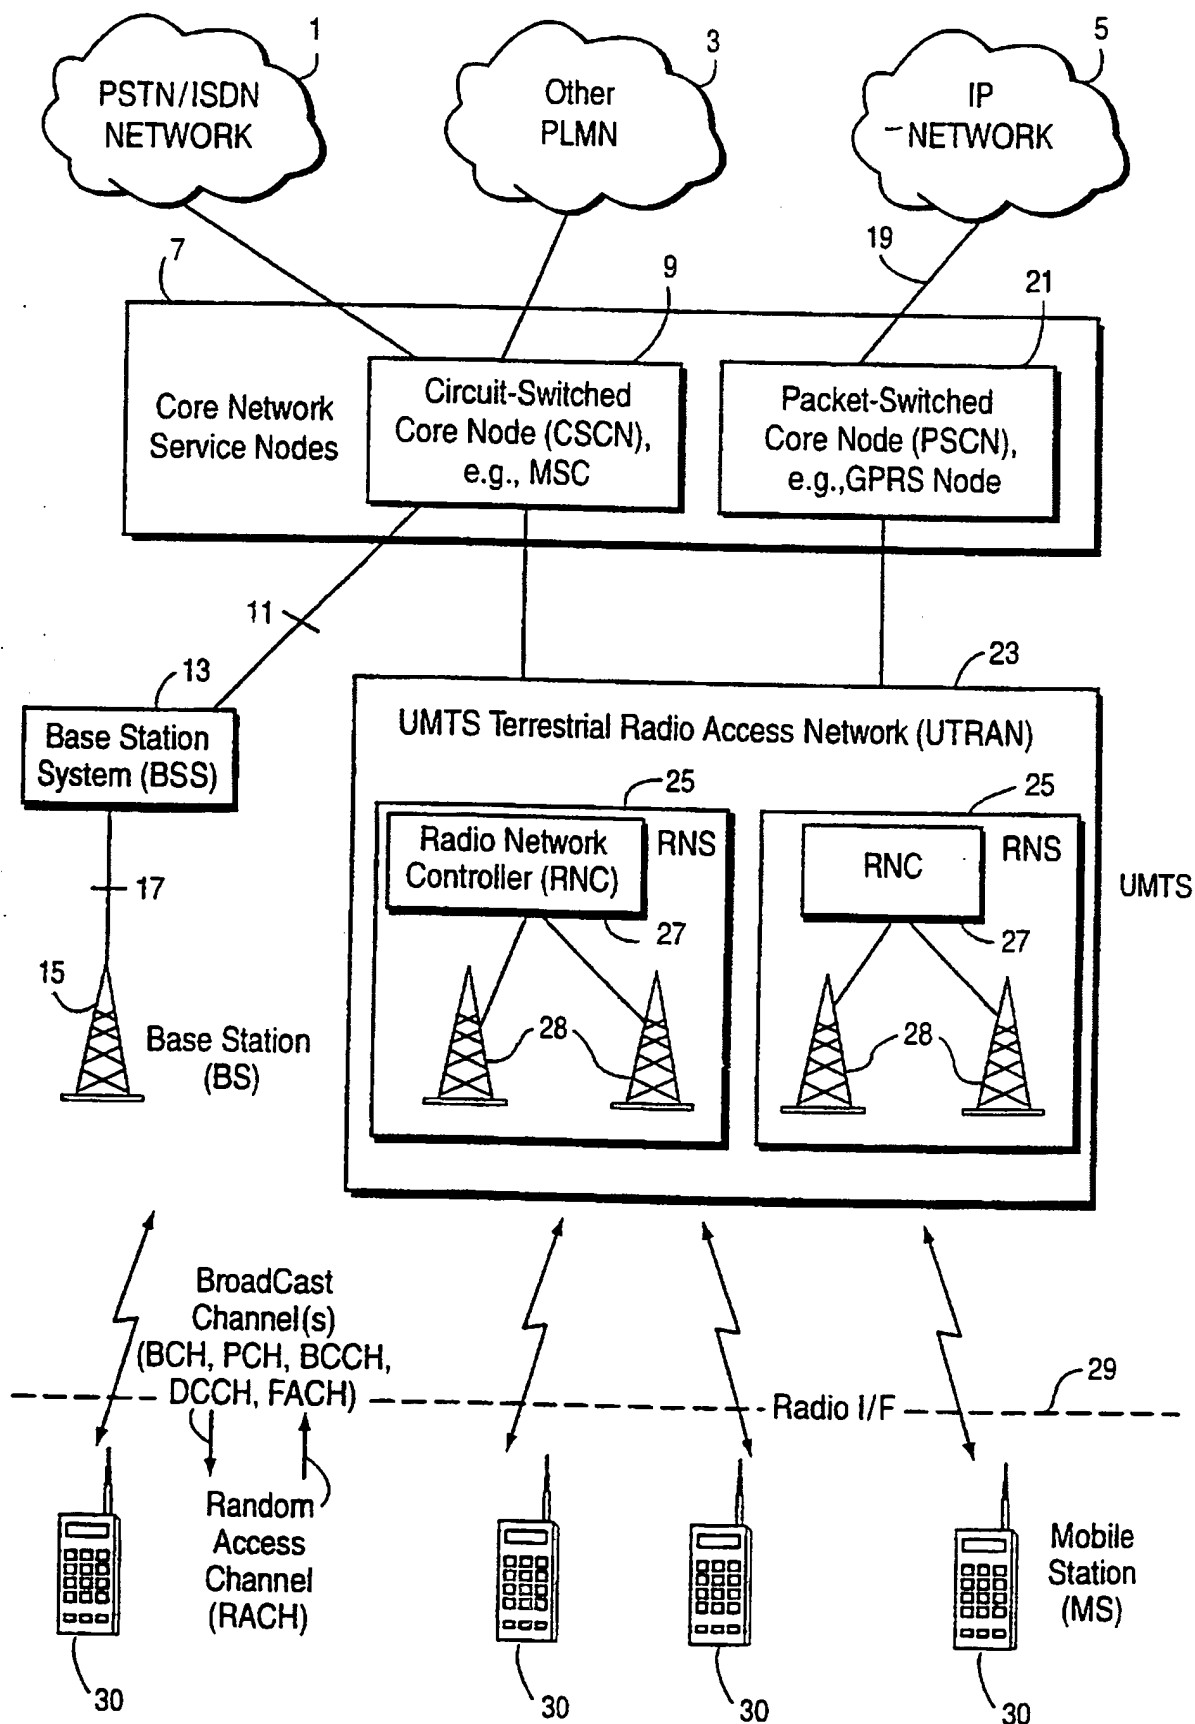 1
3
5
PSTN/ISDN
NETWORK
Other
PLMN
IP
NETWORK
7
9
19
21
Core Network
Service Nodes
Circuit-Switched
Core Node (CSCN),
e.g., MSC
Packet-Switched
Core Node (PSCN),
e.g.,GPRS Node
11
13
23
Base Station
System (BSS)
UMTS Terrestrial Radio Access Network (UTRAN)
25
25
Radio Network
Controller (RNC)
RNS
RNC
RNS
UMTS
17
27
27
15
Base Station
(BS)
28
28
BroadCast
Channel(s)
(BCH, PCH, BCCH,
DCCH, FACH)
Radio I/F
29
Random
Access
Channel
(RACH)
Mobile
Station
(MS)
30
30
30
30